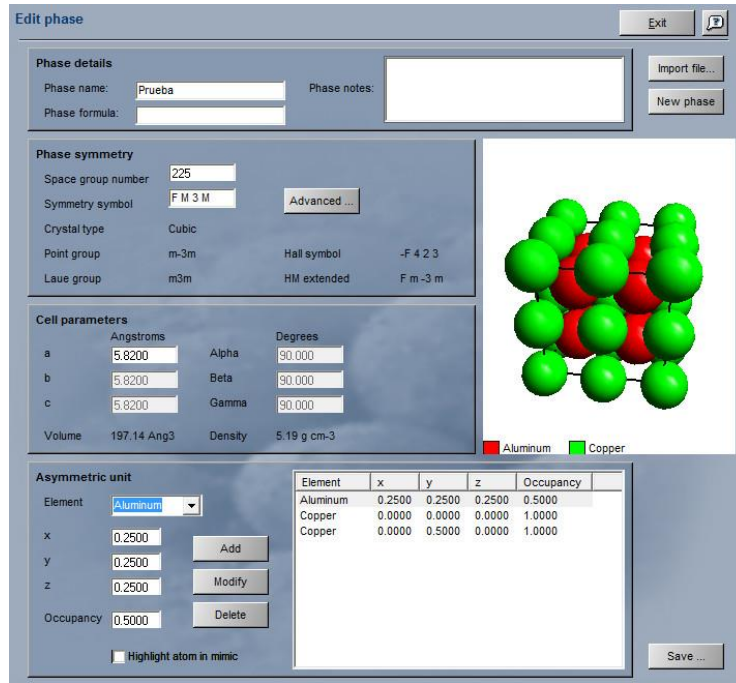 Edit phase
Exit
Phase details
Phase name: Prueba Phase notes:
Phase formula:
Import file...
New phase
Phase symmetry
Space group number 225
Symmetry symbol F M 3 M Advanced ...
Crystal type Cubic
Point group m-3m Hall symbol -F 4 2 3
Laue group m3m HM extended F m -3 m
Cell parameters
Angstroms Degrees
a 5.8200 Alpha 90.000
b 5.8200 Beta 90.000
c 5.8200 Gamma 90.000
Volume 197.14 Ang3 Density 5.19 g cm-3
Aluminum Copper
Asymmetric unit
Element Aluminum
x 0.2500
y 0.2500
z 0.2500
Occupancy 0.5000
Add
Modify
Delete
Highlight atom in mimic
Element x y z Occupancy
Aluminum 0.2500 0.2500 0.2500 0.5000
Copper 0.0000 0.0000 0.0000 1.0000
Copper 0.0000 0.5000 0.0000 1.0000
Save ...